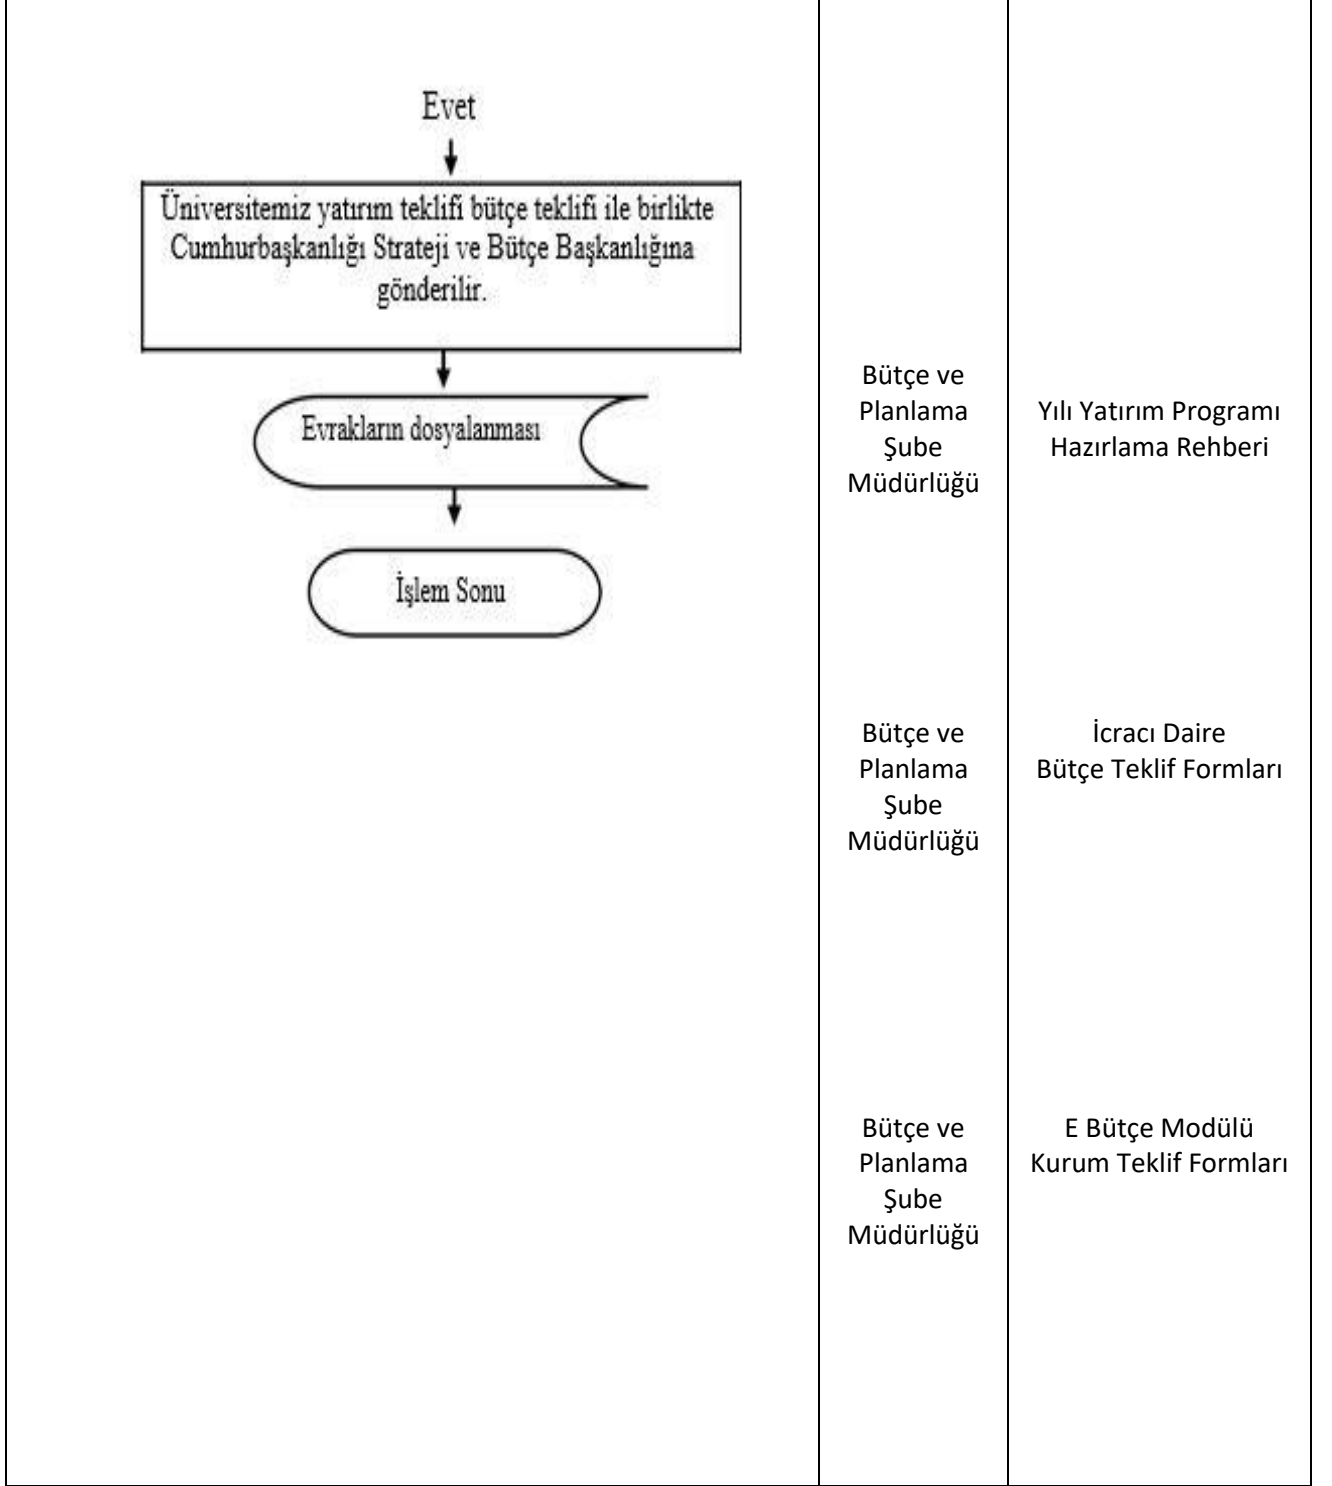 Evet
Üniversitemiz yatırım teklifi bütçe teklifi ile birlikte
Cumhurbaşkanlığı Strateji ve Bütçe Başkanlığına
gönderilir.
Evrakların dosyalanması
İşlem Sonu
Bütçe ve
Planlama
Şube
Müdürlüğü
Yılı Yatırım Programı
Hazırlama Rehberi
Bütçe ve
Planlama
Şube
Müdürlüğü
İcracı Daire
Bütçe Teklif Formları
Bütçe ve
Planlama
Şube
Müdürlüğü
E Bütçe Modülü
Kurum Teklif Formları